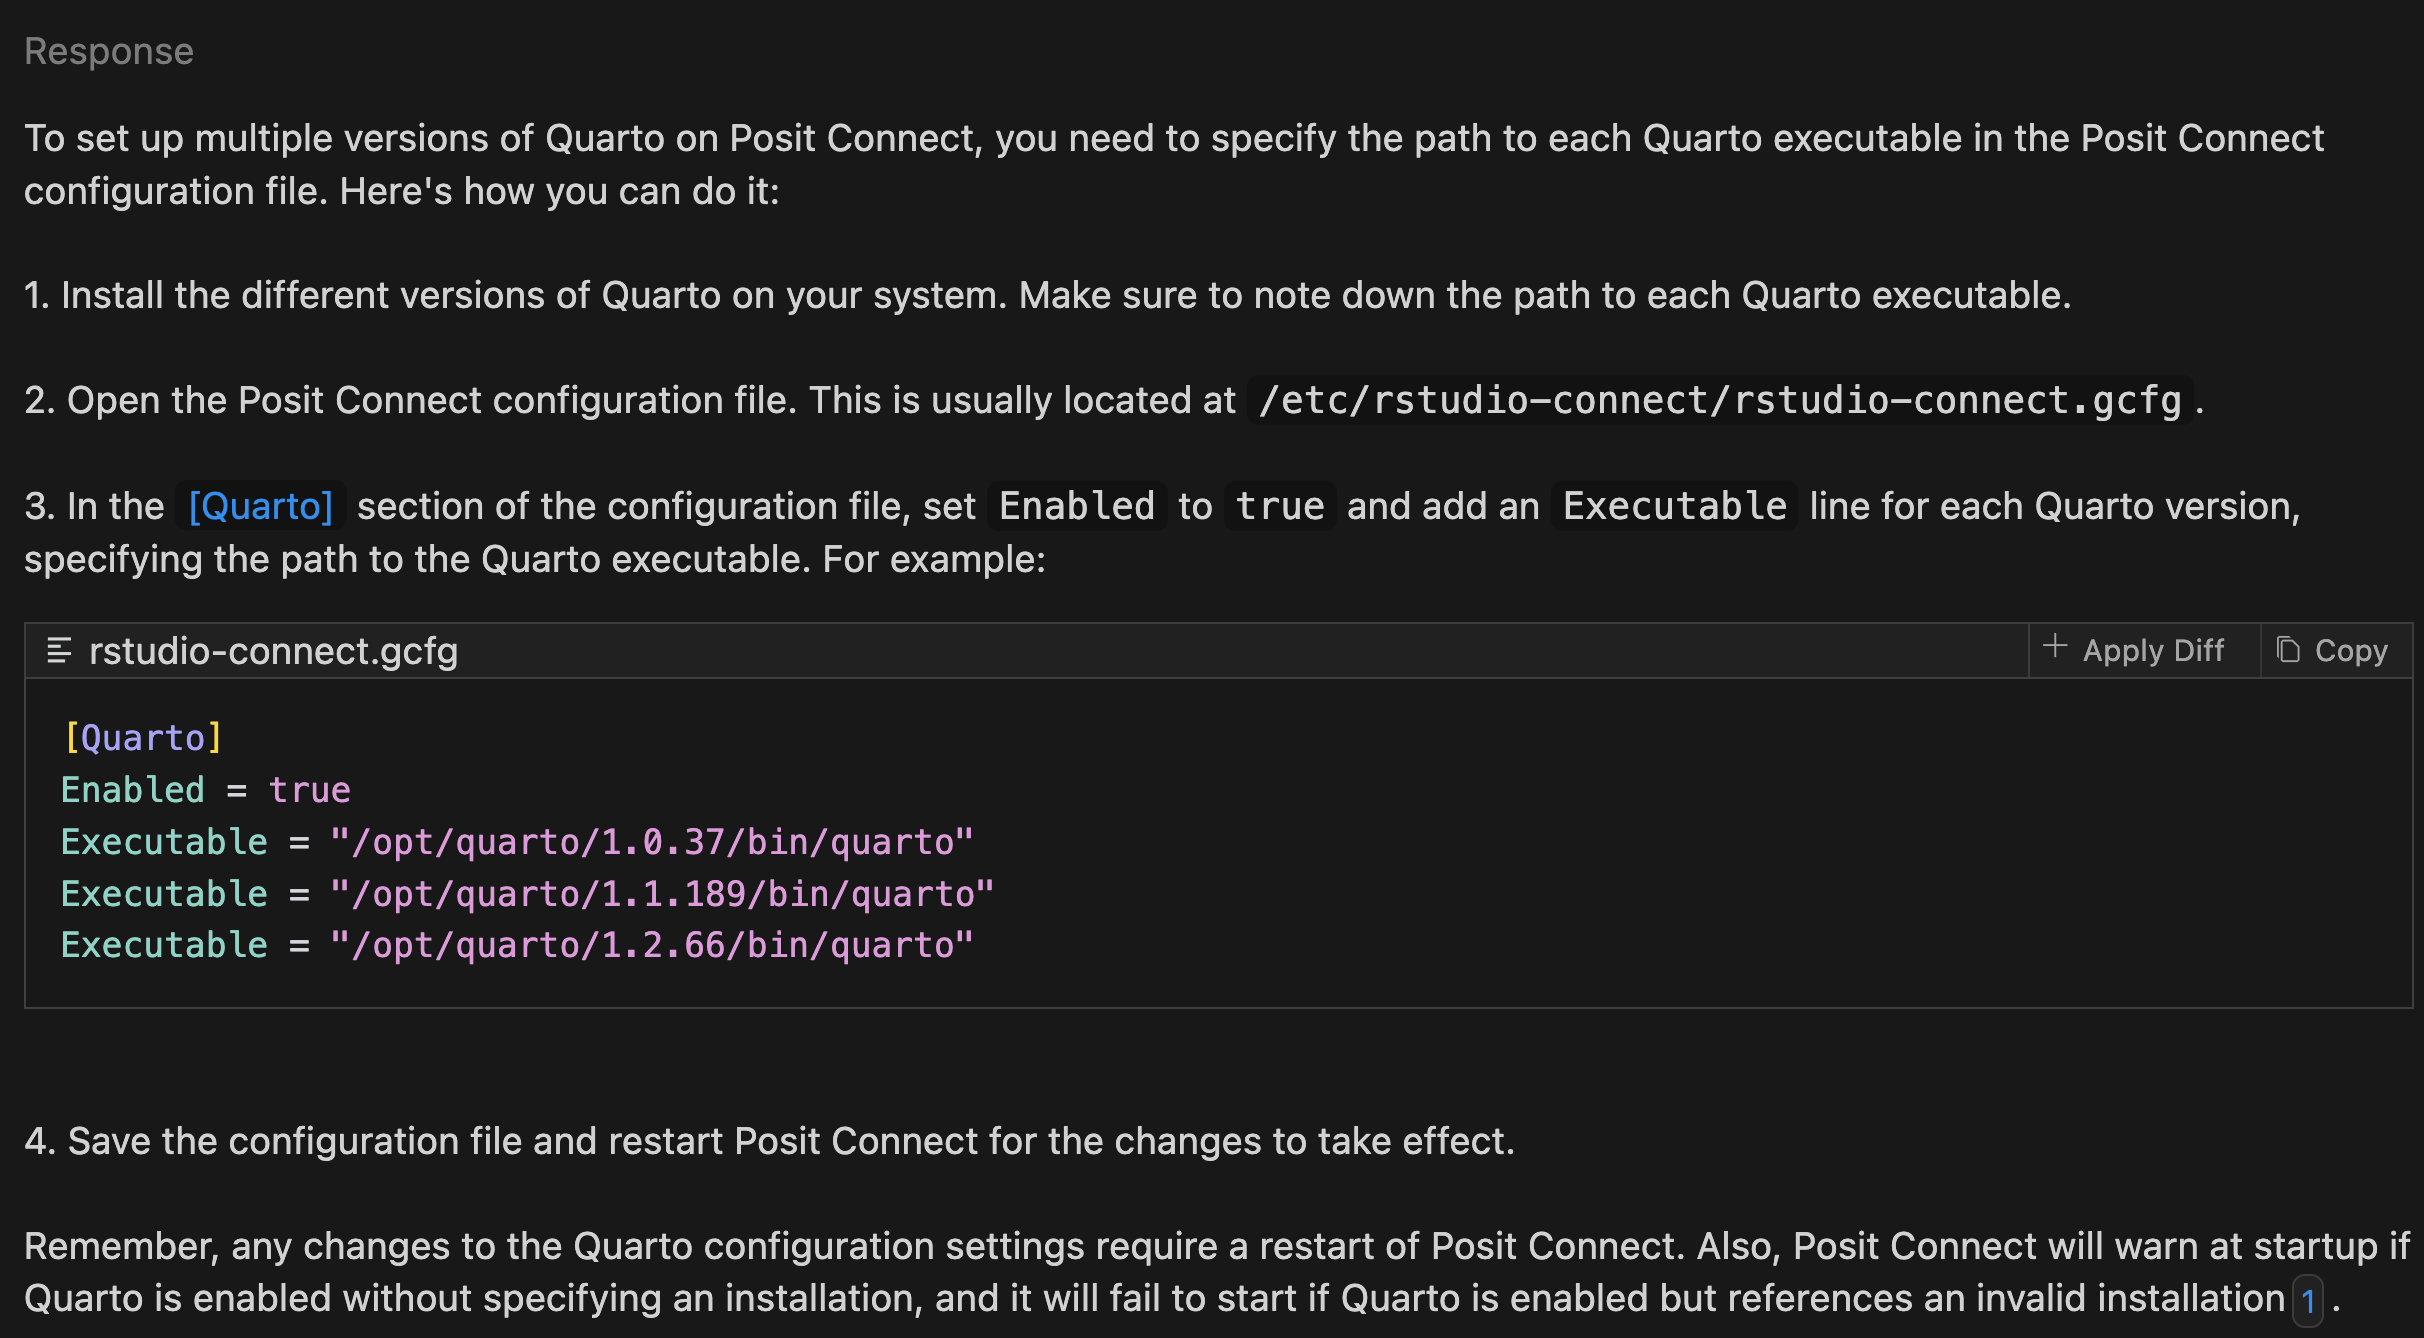 Response
To set up multiple versions of Quarto on Posit Connect, you need to specify the path to each Quarto executable in the Posit Connect
configuration file. Here's how you can do it:
1. Install the different versions of Quarto on your system. Make sure to note down the path to each Quarto executable.
2. Open the Posit Connect configuration file. This is usually located at /etc/rstudio-connect/rstudio-connect.gcfg.
3. In the [Quarto] section of the configuration file, set Enabled to true and add an Executable line for each Quarto version,
specifying the path to the Quarto executable. For example:
rstudio-connect.gcfg Apply Diff Copy
[Quarto]
Enabled = true
Executable = "/opt/quarto/1.0.37/bin/quarto"
Executable = "/opt/quarto/1.1.189/bin/quarto"
Executable = "/opt/quarto/1.2.66/bin/quarto"
4. Save the configuration file and restart Posit Connect for the changes to take effect.
Remember, any changes to the Quarto configuration settings require a restart of Posit Connect. Also, Posit Connect will warn at startup if
Quarto is enabled without specifying an installation, and it will fail to start if Quarto is enabled but references an invalid installation 1 .